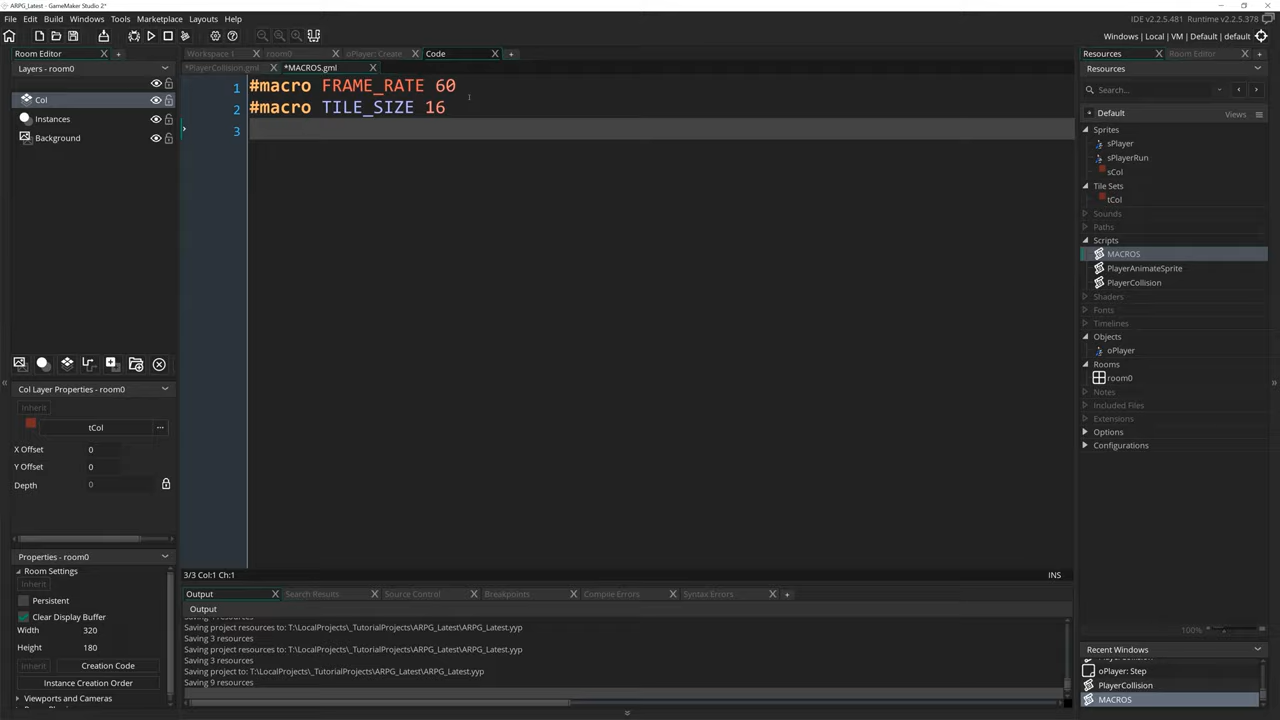 ARPG_Latest - GameMaker Studio 2*
File Edit Build Windows Tools Marketplace Layouts Help
IDE v2.2.5.481 Runtime v2.2.5.378
Windows | Local | VM | Default | default
Room Editor
Layers - room0
Col
Instances
Background
Col Layer Properties - room0
Inherit
tCol
...
X Offset 0
Y Offset 0
Depth 0
Properties - room0
Room Settings
Inherit
Persistent
Clear Display Buffer
Width 320
Height 180
Inherit Creation Code
Instance Creation Order
Viewports and Cameras
Workspace 1 room0 oPlayer: Create Code
*PlayerCollision.gml *MACROS.gml
1 #macro FRAME_RATE 60
2 #macro TILE_SIZE 16
3
3/3 Col:1 Ch:1 INS
Output Search Results Source Control Breakpoints Compile Errors Syntax Errors
Output
Saving project resources to: T:\LocalProjects\_TutorialProjects\ARPG_Latest\ARPG_Latest.yyp
Saving 3 resources
Saving project resources to: T:\LocalProjects\_TutorialProjects\ARPG_Latest\ARPG_Latest.yyp
Saving 3 resources
Saving project to: T:\LocalProjects\_TutorialProjects\ARPG_Latest\ARPG_Latest.yyp
Saving 9 resources
Resources Room Editor
Resources
Search...
Default Views
Sprites
sPlayer
sPlayerRun
sCol
Tile Sets
tCol
Sounds
Paths
Scripts
MACROS
PlayerAnimateSprite
PlayerCollision
Shaders
Fonts
Timelines
Objects
oPlayer
Rooms
room0
Notes
Included Files
Extensions
Options
Configurations
100%
Recent Windows
oPlayer: Step
PlayerCollision
MACROS